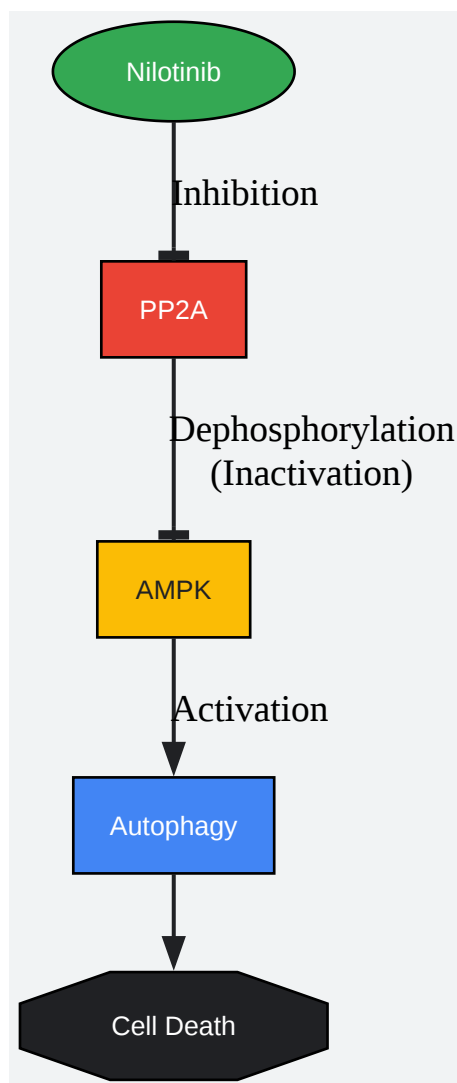 Nilotinib
Inhibition
PP2A
Dephosphorylation
(Inactivation)
AMPK
Activation
Autophagy
Cell Death